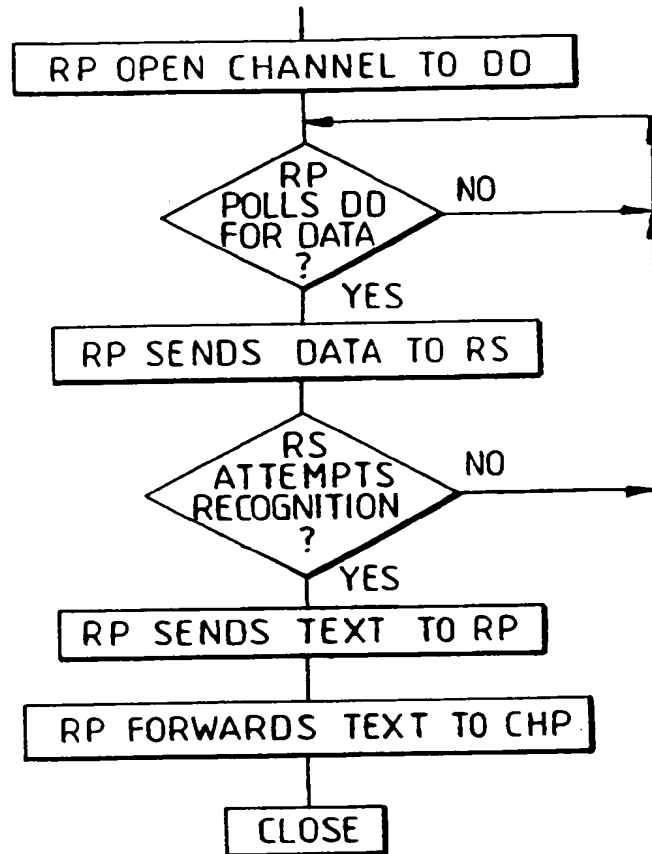 RP OPEN CHANNEL TO DD
RP
POLLS DD
FOR DATA
?
NO
YES
RP SENDS DATA TO RS
RS
ATTEMPTS
RECOGNITION
?
NO
YES
RP SENDS TEXT TO RP
RP FORWARDS TEXT TO CHP
CLOSE